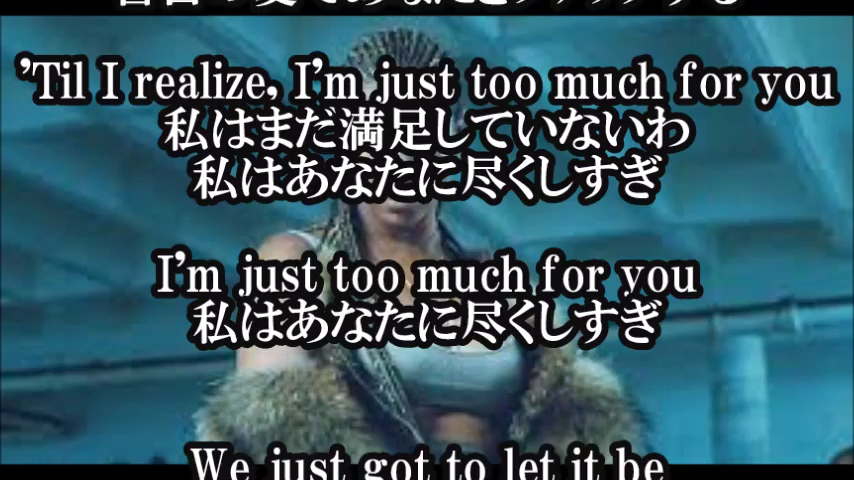 'Til I realize, I'm just too much for you
私はまだ満足していないわ
私はあなたに尽くしすぎ
I'm just too much for you
私はあなたに尽くしすぎ
We just got to let it be